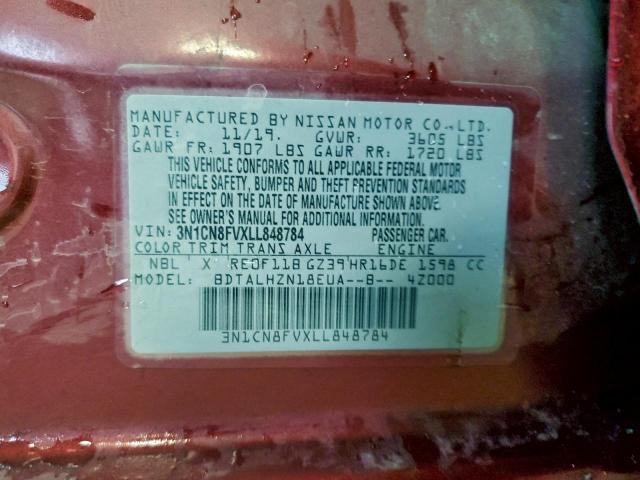 MANUFACTURED BY NISSAN MOTOR CO.,LTD.
DATE: 11/19. GVWR: 3605 LBS
GAWR FR: 1907 LBS GAWR RR: 1720 LBS
THIS VEHICLE CONFORMS TO ALL APPLICABLE FEDERAL MOTOR
VEHICLE SAFETY, BUMPER AND THEFT PREVENTION STANDARDS
IN EFFECT ON THE DATE OF MANUFACTURE SHOWN ABOVE.
SEE OWNER'S MANUAL FOR ADDITIONAL INFORMATION.
VIN: 3N1CN8FVXLL848784 PASSENGER CAR.
COLOR TRIM TRANS AXLE ENGINE
NBL X RE0F11B GZ39 HR16DE 1598 CC
MODEL: BDTALHZN18EUA--B-- 4Z000
3N1CN8FVXLL848784